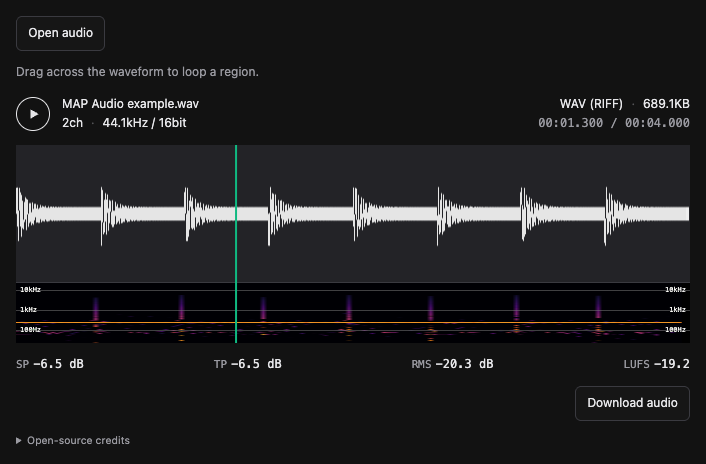 Open audio
Drag across the waveform to loop a region.
MAP Audio example.wav
WAV (RIFF) · 689.1KB
2ch · 44.1kHz / 16bit
00:01.300 / 00:04.000
10kHz 10kHz
1kHz 1kHz
100Hz 100Hz
SP -6.5 dB TP -6.5 dB RMS -20.3 dB LUFS -19.2
Download audio
Open-source credits